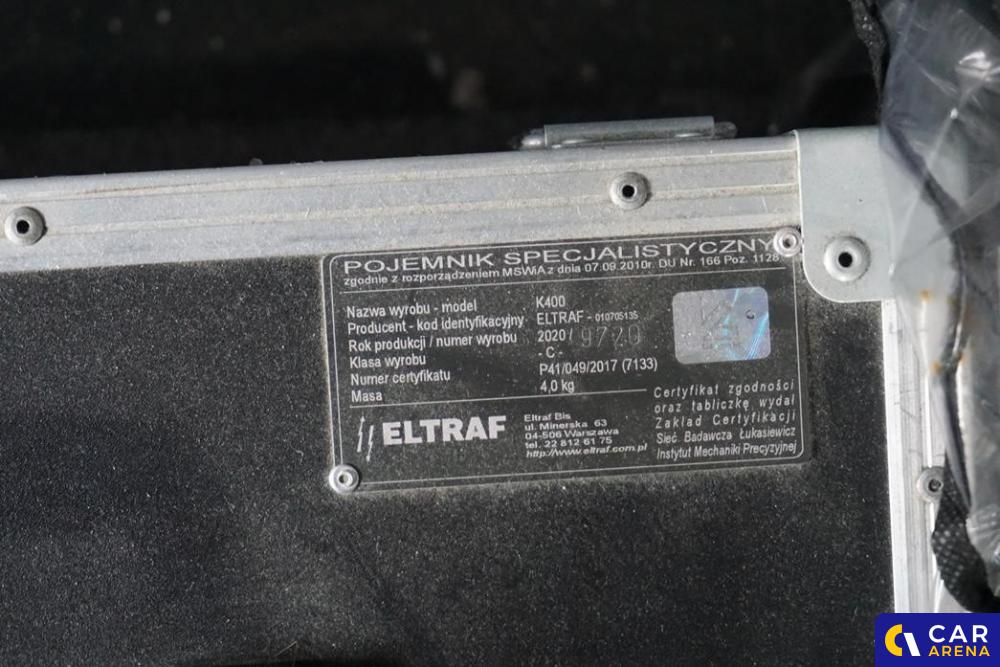 POJEMNIK SPECJALISTYCZNY
zgodnie z rozporządzeniem MSWiA z dnia 07.09.2010r. DU Nr. 166 Poz. 1128
Nazwa wyrobu - model K400
Producent - kod identyfikacyjny ELTRAF - 010705135
Rok produkcji / numer wyrobu 2020 / 9720
Klasa wyrobu - C -
Numer certyfikatu P41/049/2017 (7133)
Masa 4,0 kg
ELTRAF
Eltraf Bis
ul. Minerska 63
04-506 Warszawa
tel. 22 812 61 75
http://www.eltraf.com.pl
Certyfikat zgodności
oraz tabliczkę wydał
Zakład Certyfikacji
Sieć Badawcza Łukasiewicz
Instytut Mechaniki Precyzyjnej
CAR
ARENA